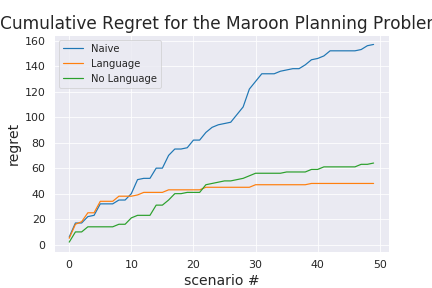 Cumulative Regret for the Maroon Planning Probler
160
140
120
100
80
60
40
20
0
regret
Naive
Language
No Language
0 10 20 30 40 50
scenario #